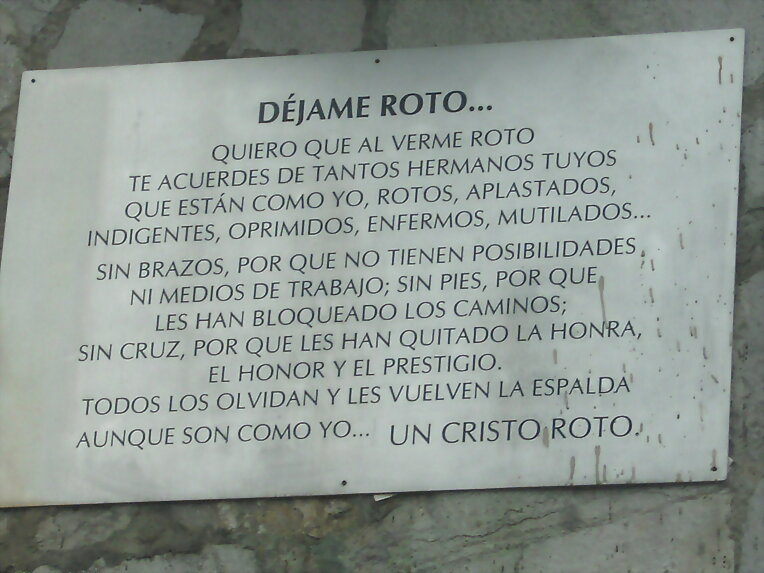 DÉJAME ROTO...
QUIERO QUE AL VERME ROTO
TE ACUERDES DE TANTOS HERMANOS TUYOS
QUE ESTÁN COMO YO, ROTOS, APLASTADOS,
INDIGENTES, OPRIMIDOS, ENFERMOS, MUTILADOS...
SIN BRAZOS, POR QUE NO TIENEN POSIBILIDADES
NI MEDIOS DE TRABAJO; SIN PIES, POR QUE
LES HAN BLOQUEADO LOS CAMINOS;
SIN CRUZ, POR QUE LES HAN QUITADO LA HONRA,
EL HONOR Y EL PRESTIGIO.
TODOS LOS OLVIDAN Y LES VUELVEN LA ESPALDA
AUNQUE SON COMO YO... UN CRISTO ROTO.